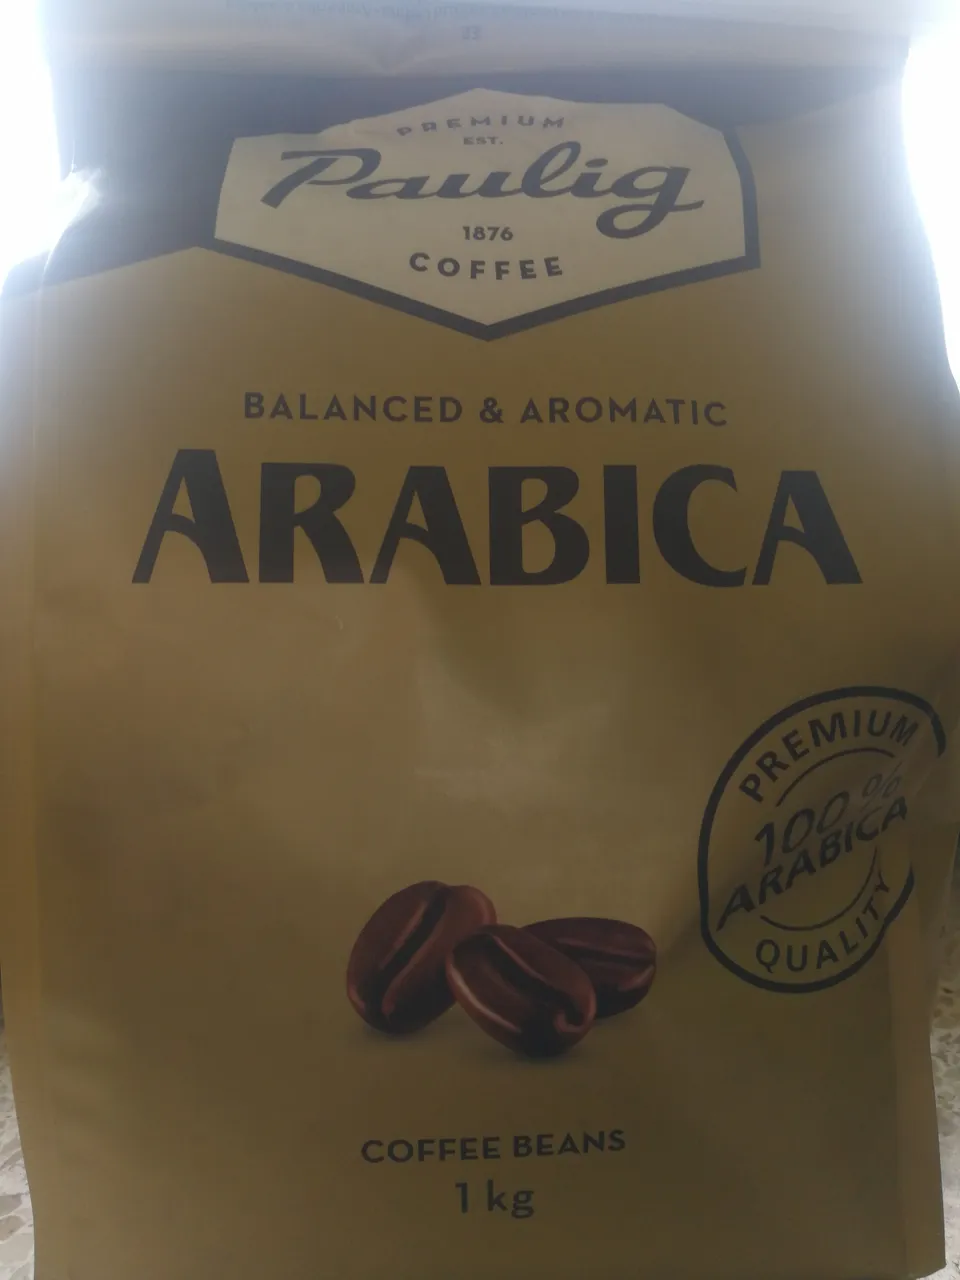 PREMIUM
EST.
Paulig
1876
COFFEE
BALANCED & AROMATIC
ARABICA
PREMIUM
100%
ARABICA
QUALITY
COFFEE BEANS
1 kg